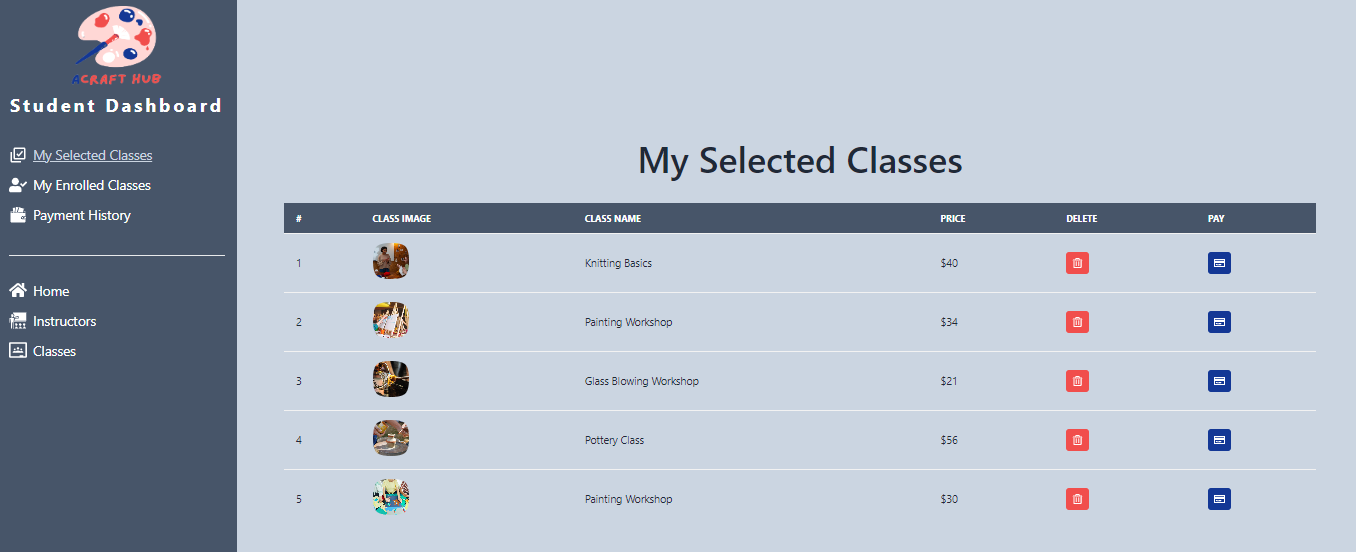 ACRAFT HUB
Student Dashboard
My Selected Classes
My Enrolled Classes
Payment History
Home
Instructors
Classes
My Selected Classes
# CLASS IMAGE CLASS NAME PRICE DELETE PAY
1 Knitting Basics $40
2 Painting Workshop $34
3 Glass Blowing Workshop $21
4 Pottery Class $56
5 Painting Workshop $30